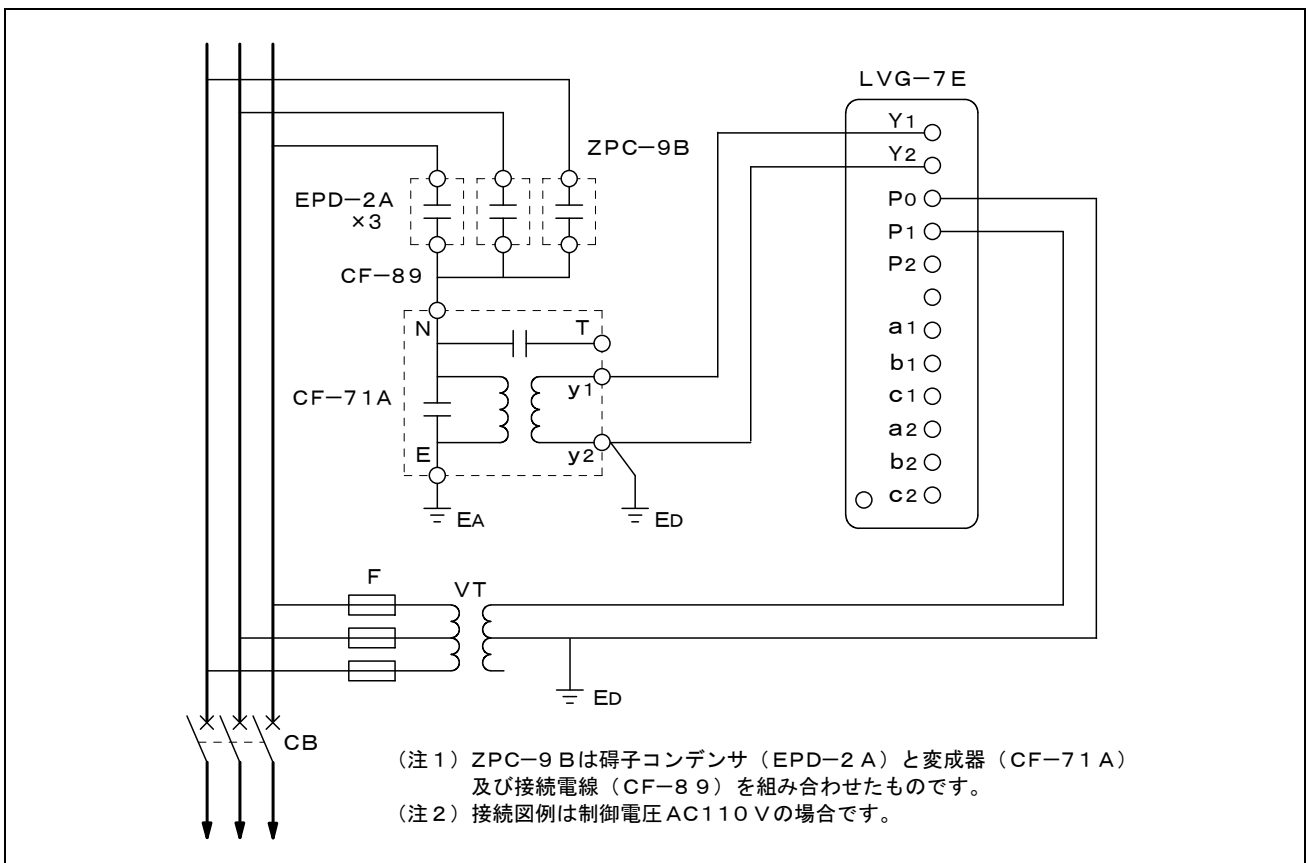 LVG-7E
Y1
Y2
P0
P1
P2
a1
b1
c1
a2
b2
c2
ZPC-9B
EPD-2A
×3
CF-89
N
T
CF-71A
y1
E
y2
EA
ED
F
VT
ED
CB
(注1) ZPC-9Bは碍子コンデンサ(EPD-2A)と変成器(CF-71A)
及び接続電線(CF-89)を組み合わせたものです。
(注2) 接続図例は制御電圧AC110Vの場合です。